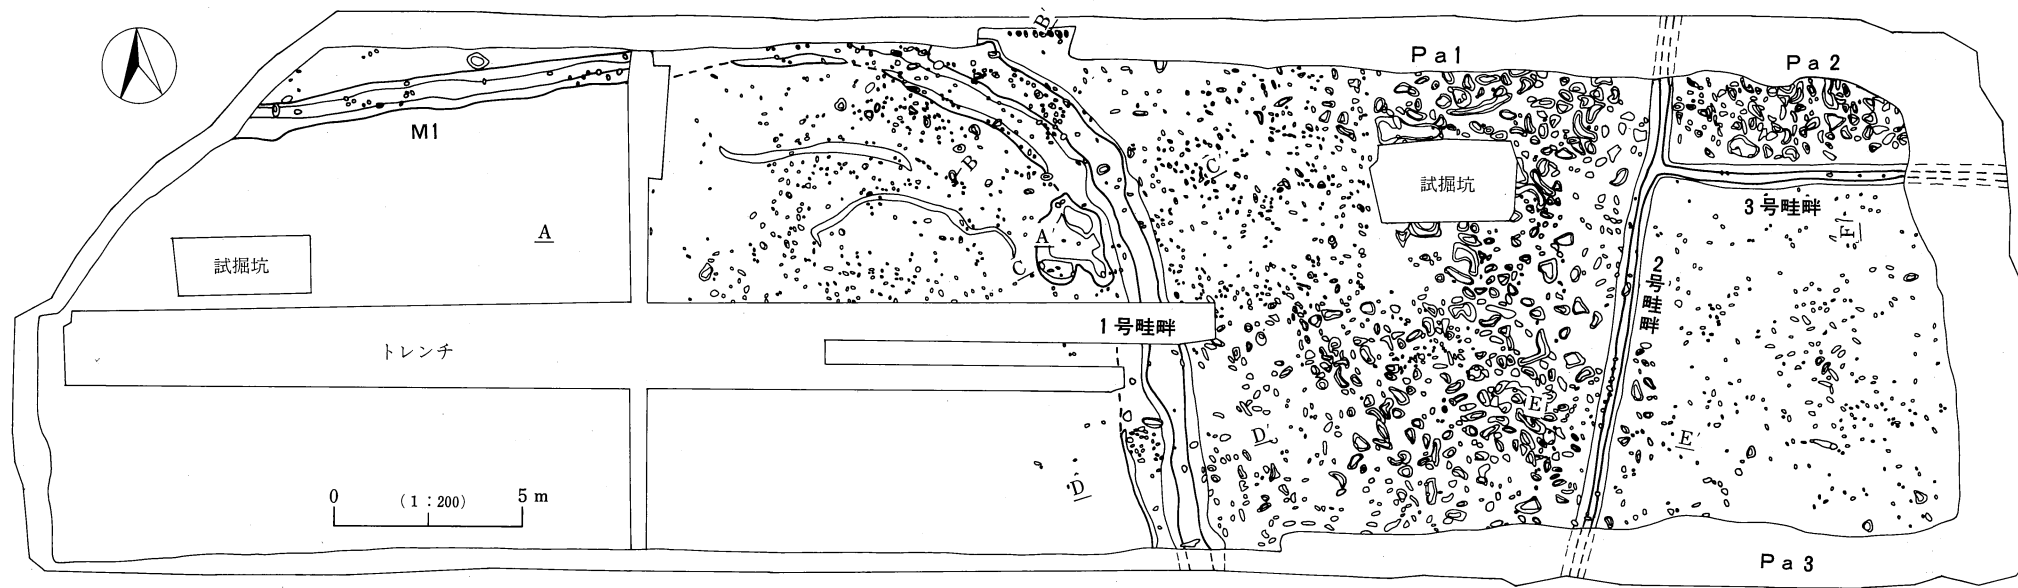 B'
Pa1
Pa2
M1
B
C'
試掘坑
3号畦畔
A
A'
F'
試掘坑
C
2号畦畔
1号畦畔
トレンチ
E
D'
E'
D
0 (1:200) 5m
Pa3